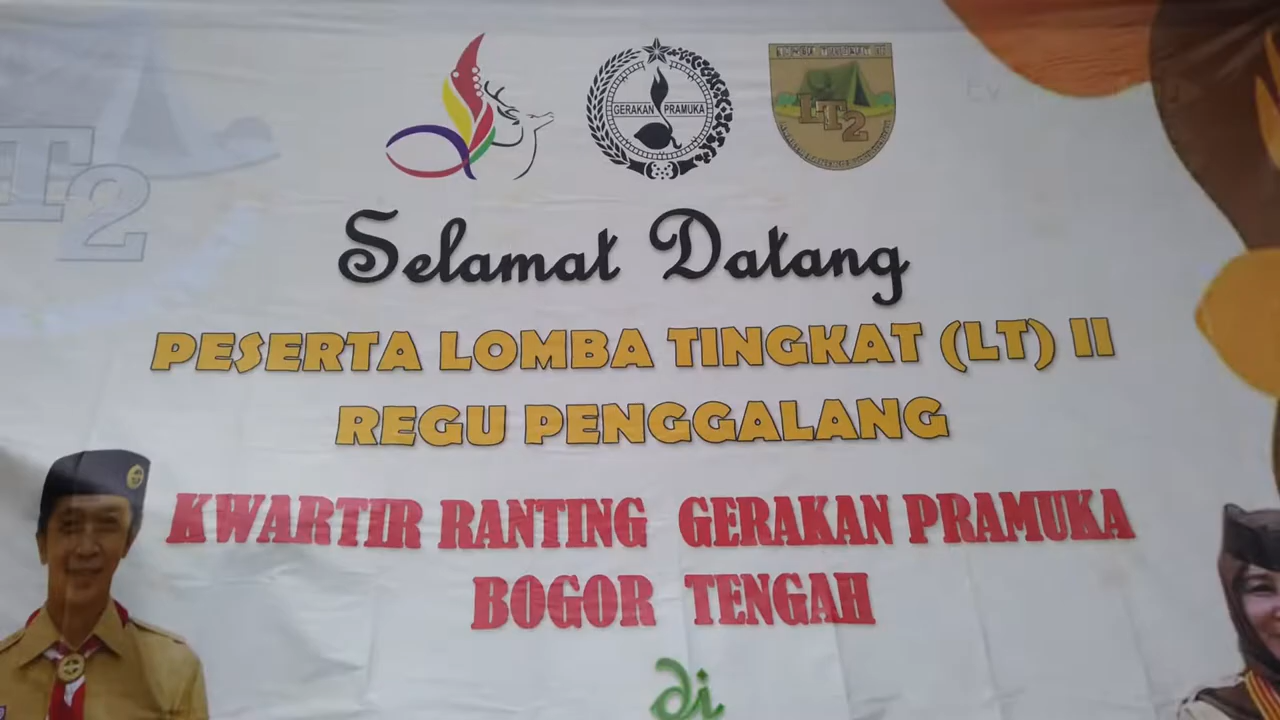 GERAKAN PRAMUKA
LT2
T2
Selamat Datang
PESERTA LOMBA TINGKAT (LT) II
REGU PENGGALANG
KWARTIR RANTING GERAKAN PRAMUKA
BOGOR TENGAH
di